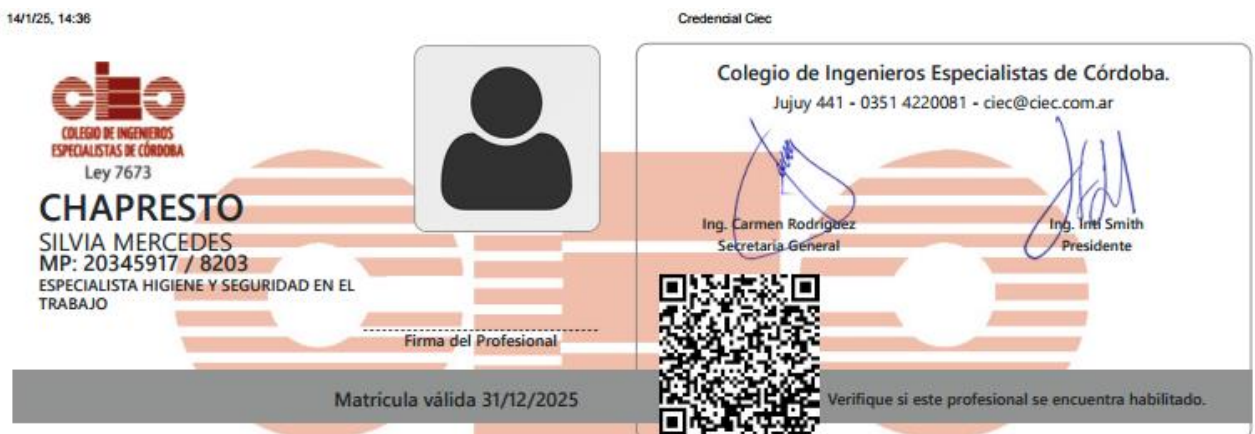 14/1/25, 14:36
Credencial Ciec
COLEGIO DE INGENIEROS
ESPECIALISTAS DE CÓRDOBA
Ley 7673
CHAPRESTO
SILVIA MERCEDES
MP: 20345917 / 8203
ESPECIALISTA HIGIENE Y SEGURIDAD EN EL
TRABAJO
Firma del Profesional
Matrícula válida 31/12/2025
Colegio de Ingenieros Especialistas de Córdoba.
Jujuy 441 - 0351 4220081 - ciec@ciec.com.ar
Ing. Carmen Rodríguez
Secretaria General
Ing. Inti Smith
Presidente
Verifique si este profesional se encuentra habilitado.